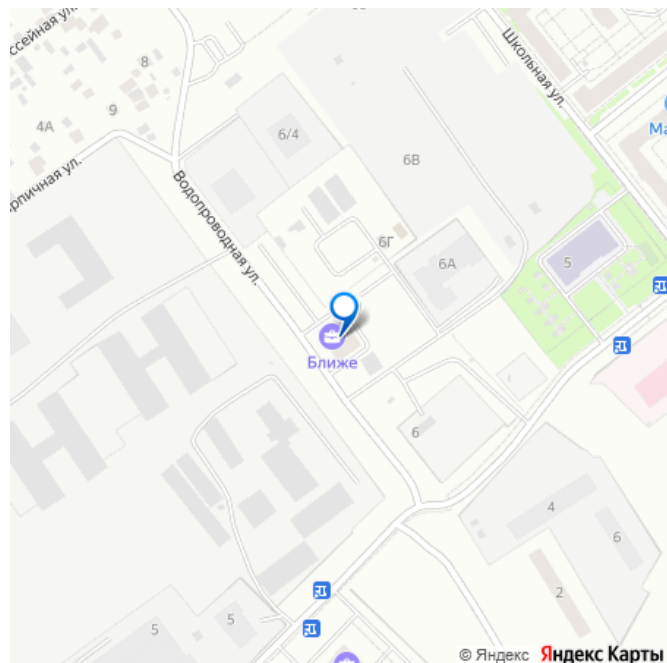 ссейная ул.
8
9
4А
рпичная ул.
Водопроводная ул.
6/4
6В
6Г
6А
Школьная ул.
Ма
5
Ближе
6
4
6
2
5
5
© Яндекс Яндекс Карты